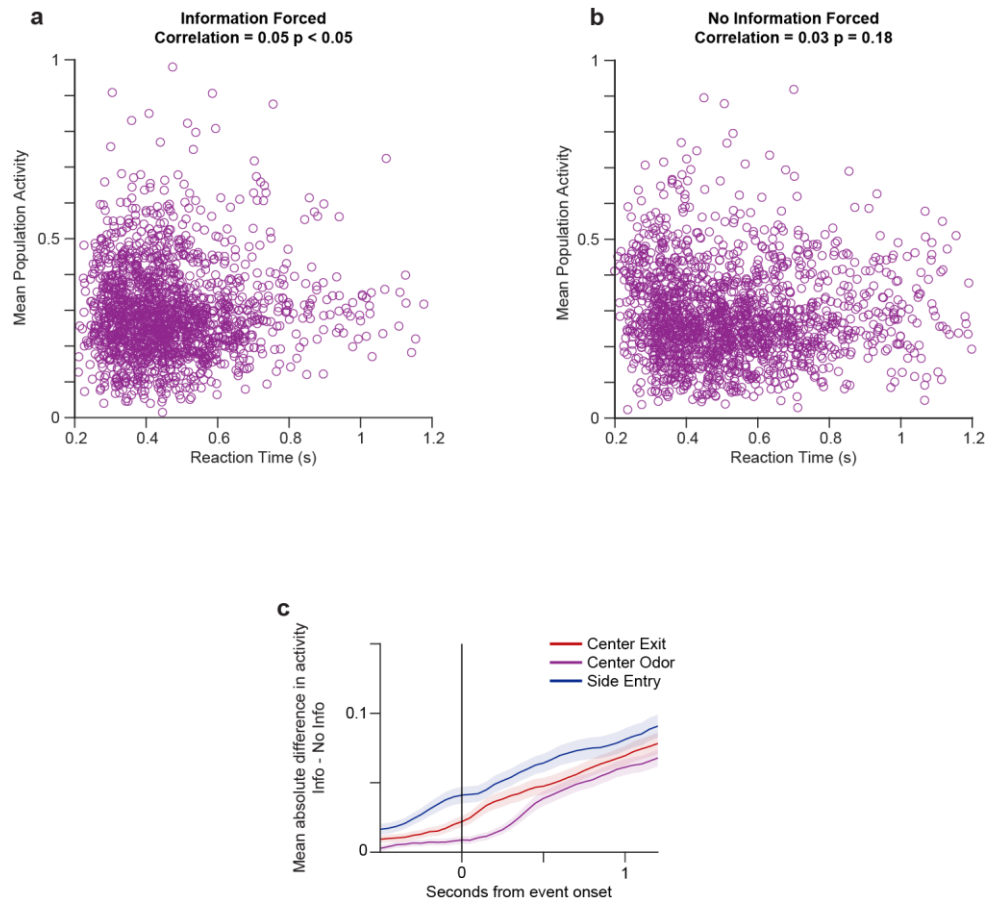 a
Information Forced
Correlation = 0.05 p < 0.05
Mean Population Activity
1
0.5
0
0.2 0.4 0.6 0.8 1 1.2
Reaction Time (s)
b
No Information Forced
Correlation = 0.03 p = 0.18
Mean Population Activity
1
0.5
0
0.2 0.4 0.6 0.8 1 1.2
Reaction Time (s)
c
Mean absolute difference in activity
Info - No Info
Center Exit
Center Odor
Side Entry
0.1
0
0 1
Seconds from event onset